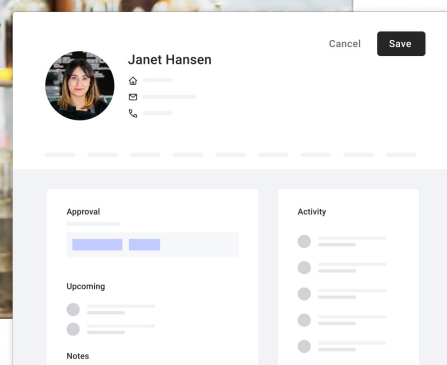 Cancel
Save
Janet Hansen
Approval
Activity
Upcoming
Notes